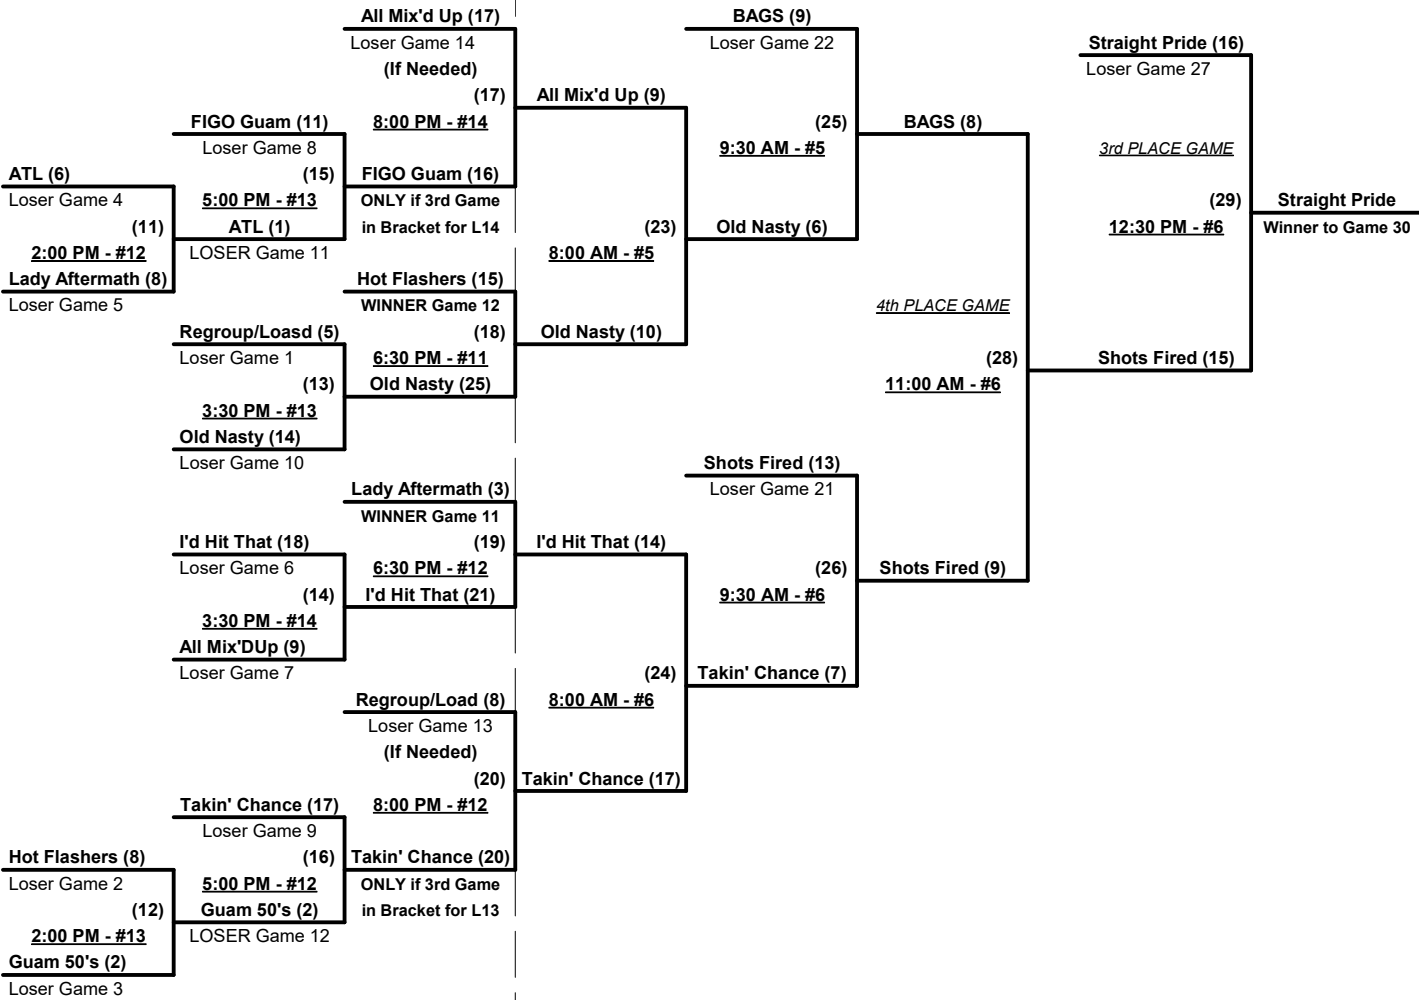 All Mix'd Up (17)
Loser Game 14
(If Needed)
(17)
8:00 PM - #14
BAGS (9)
Loser Game 22
Straight Pride (16)
Loser Game 27
All Mix'd Up (9)
FIGO Guam (11)
Loser Game 8
(15)
5:00 PM - #13
ATL (1)
LOSER Game 11
(25)
9:30 AM - #5
BAGS (8)
3rd PLACE GAME
ATL (6)
Loser Game 4
(11)
2:00 PM - #12
Lady Aftermath (8)
Loser Game 5
FIGO Guam (16)
ONLY if 3rd Game
in Bracket for L14
(23)
8:00 AM - #5
Old Nasty (6)
(29)
12:30 PM - #6
Straight Pride
Winner to Game 30
Hot Flashers (15)
WINNER Game 12
(18)
6:30 PM - #11
Old Nasty (25)
4th PLACE GAME
Regroup/Loasd (5)
Loser Game 1
(13)
3:30 PM - #13
Old Nasty (14)
Loser Game 10
Old Nasty (10)
(28)
11:00 AM - #6
Shots Fired (15)
Shots Fired (13)
Loser Game 21
Lady Aftermath (3)
WINNER Game 11
(19)
6:30 PM - #12
I'd Hit That (21)
I'd Hit That (18)
Loser Game 6
(14)
3:30 PM - #14
All Mix'DUp (9)
Loser Game 7
I'd Hit That (14)
(26)
9:30 AM - #6
Shots Fired (9)
(24)
8:00 AM - #6
Takin' Chance (7)
Regroup/Load (8)
Loser Game 13
(If Needed)
(20)
8:00 PM - #12
Takin' Chance (17)
Takin' Chance (17)
Loser Game 9
(16)
5:00 PM - #12
Guam 50's (2)
LOSER Game 12
Takin' Chance (20)
ONLY if 3rd Game
in Bracket for L13
Hot Flashers (8)
Loser Game 2
(12)
2:00 PM - #13
Guam 50's (2)
Loser Game 3